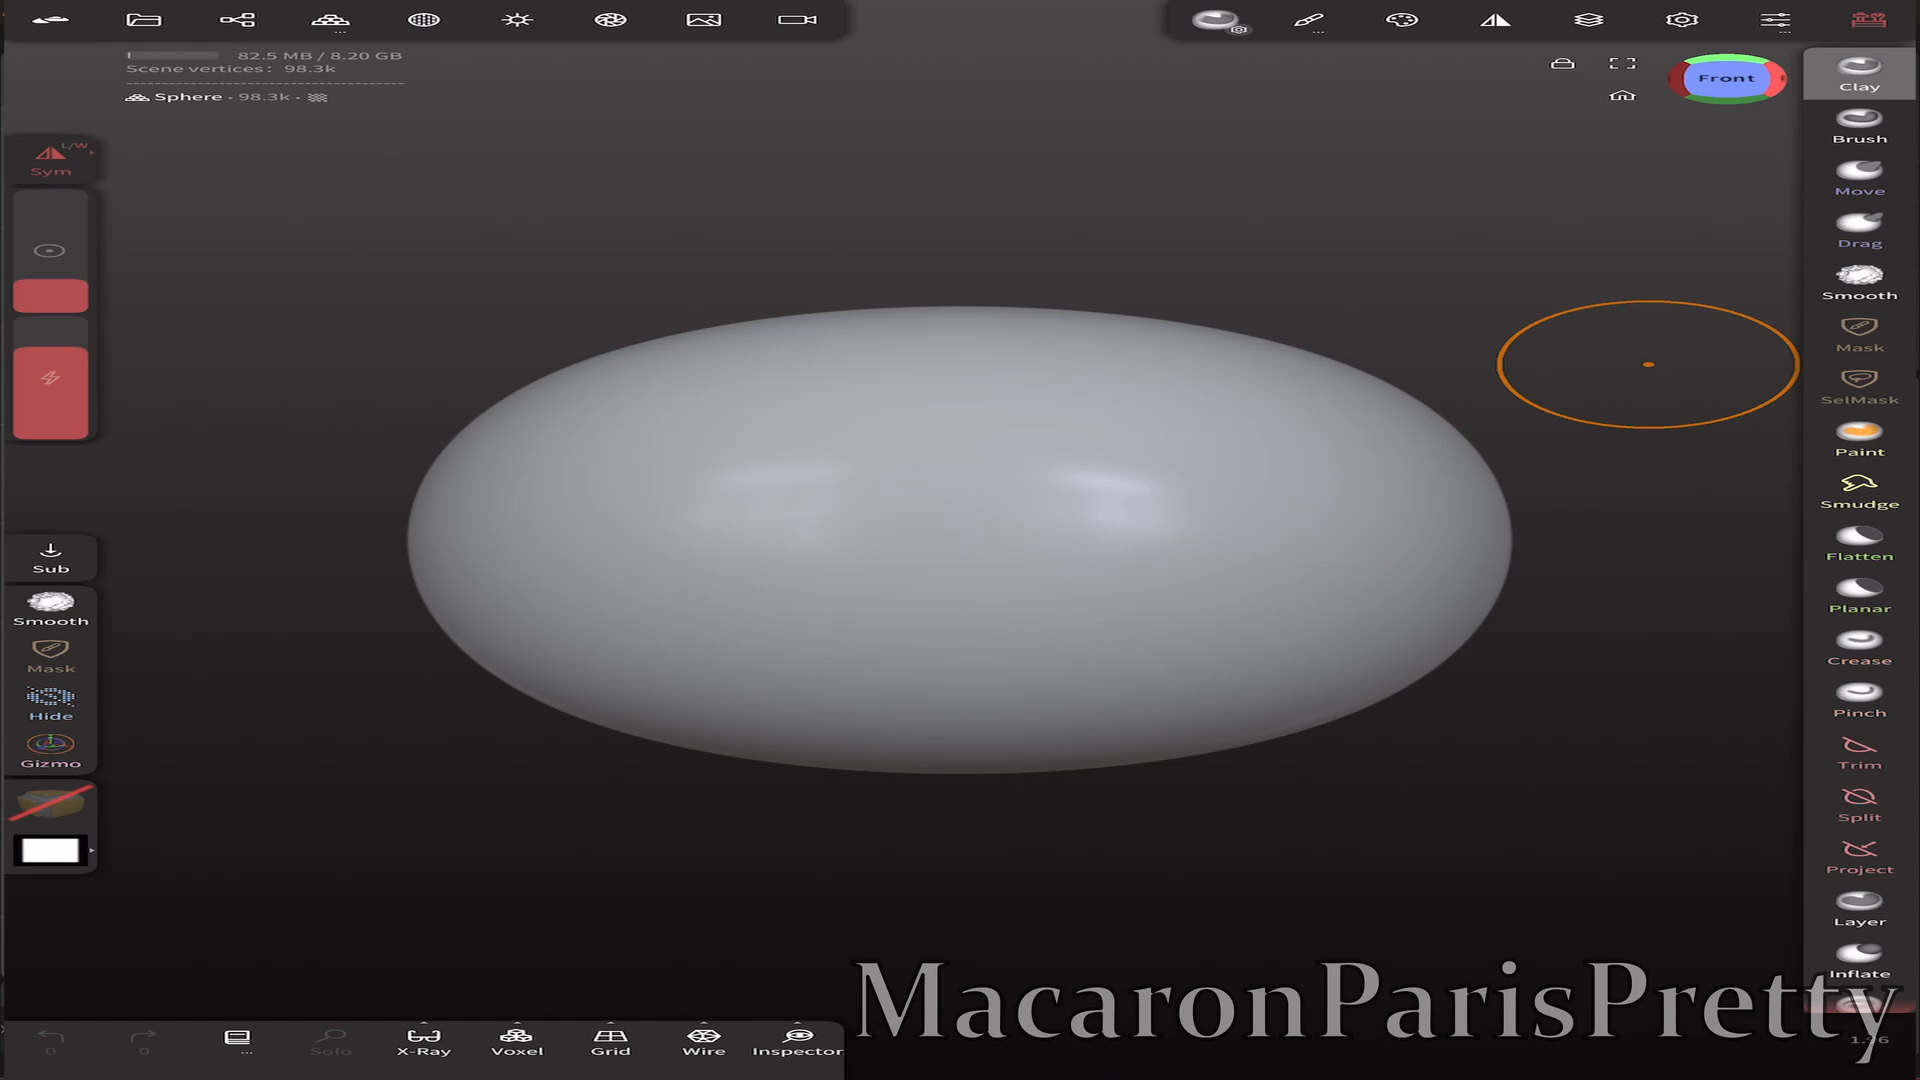 82.5 MB / 8.20 GB
Scene vertices: 98.3k
Sphere - 98.3k -
Front
L/W
Sym
Sub
Smooth
Mask
Hide
Gizmo
Clay
Brush
Move
Drag
Smooth
Mask
SelMask
Paint
Smudge
Flatten
Planar
Crease
Pinch
Trim
Split
Project
Layer
Inflate
MacaronParisPretty
0
0
...
Solo
X-Ray
Voxel
Grid
Wire
Inspector
1.96